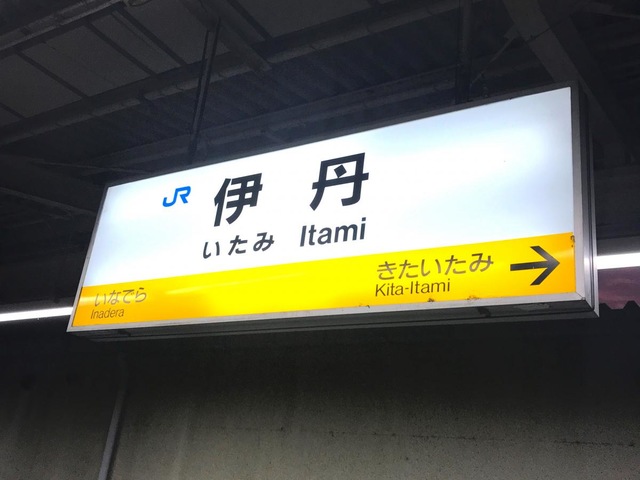 JR 伊丹
いたみ Itami
いなでら きたいたみ →
Inadera Kita-Itami